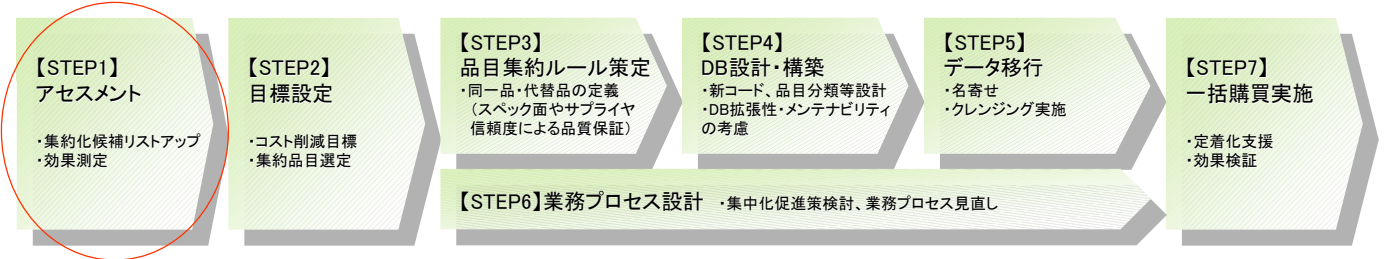 【STEP1】
アセスメント
・集約化候補リストアップ
・効果測定
【STEP2】
目標設定
・コスト削減目標
・集約品目選定
【STEP3】
品目集約ルール策定
・同一品・代替品の定義
（スペック面やサプライヤ
信頼度による品質保証）
【STEP4】
DB設計・構築
・新コード、品目分類等設計
・DB拡張性・メンテナビリティ
の考慮
【STEP5】
データ移行
・名寄せ
・クレンジング実施
【STEP6】業務プロセス設計 ・集中化促進策検討、業務プロセス見直し
【STEP7】
一括購買実施
・定着化支援
・効果検証